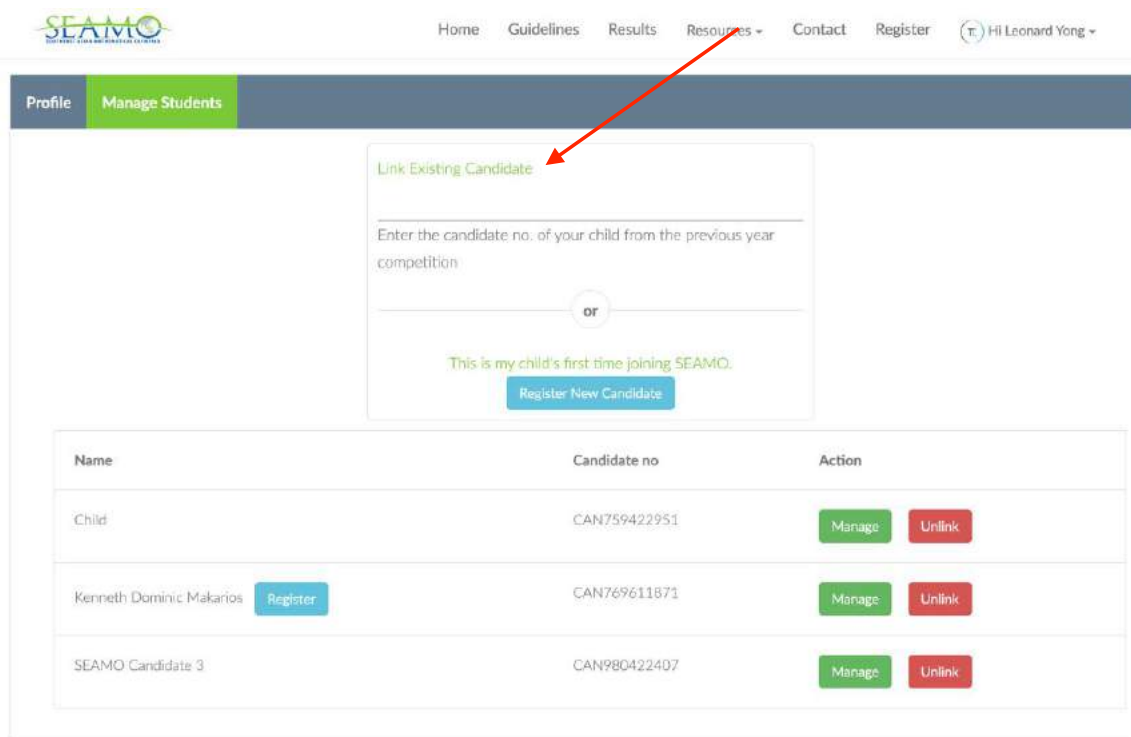 SEAMO
Home Guidelines Results Resources Contact Register π Hi Leonard Yong
Profile Manage Students
Link Existing Candidate
Enter the candidate no. of your child from the previous year
competition
or
This is my child's first time joining SEAMO.
Register New Candidate
Name Candidate no Action
Child CAN759422951 Manage Unlink
Kenneth Dominic Makarios Register CAN769611871 Manage Unlink
SEAMO Candidate 3 CAN980422407 Manage Unlink